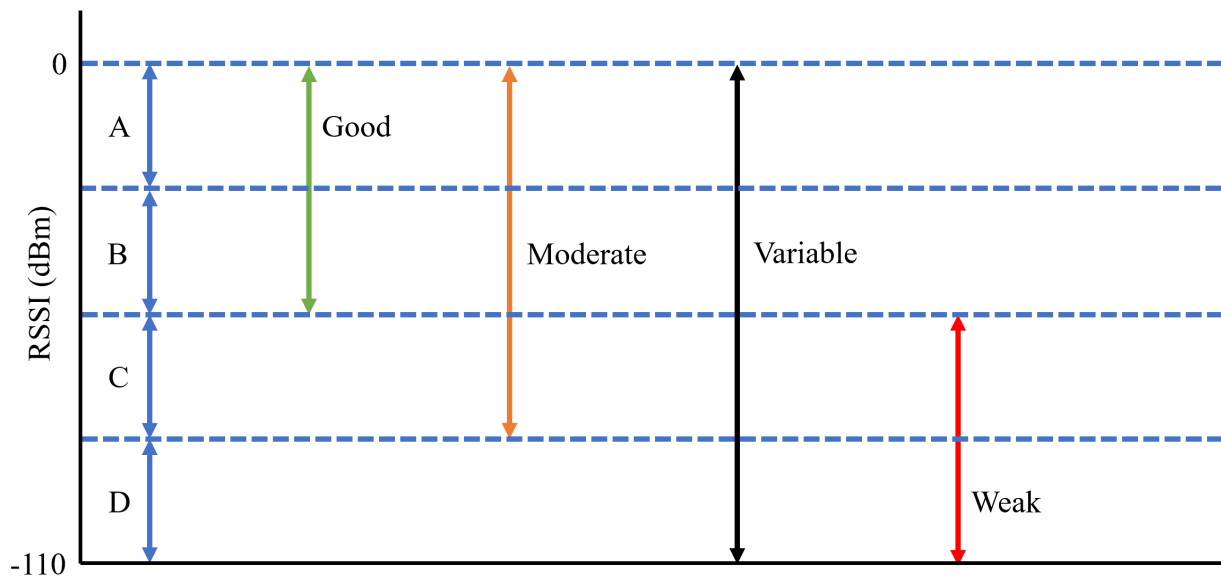 0
A
Good
B
Moderate
Variable
RSSI (dBm)
C
D
Weak
-110